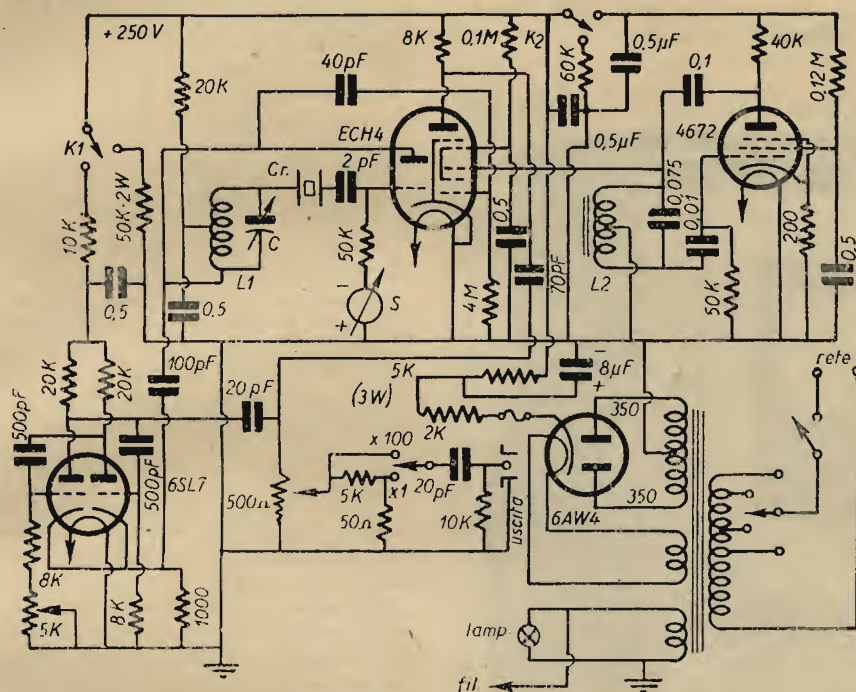 +250V
20K
40pF
8K
0,1M
K2
60K
0,5µF
0,1
40K
0,12M
ECH4
0,5µF
4672
K1
Cr.
2pF
10K
50K-2W
C
50K
0,075
0,01
200
0,5
L1
S
-
+
4M
0,5
70pF
L2
50K
0,5
0,5
20K
20K
100pF
20pF
5K
-
8µF
+
rete
(3W)
2K
350
500pF
500pF
6SL7
x100
500Ω
5K
x1
20pF
50Ω
10K
uscita
350
6AW4
8K
5K
8K
1000
lamp
fil.